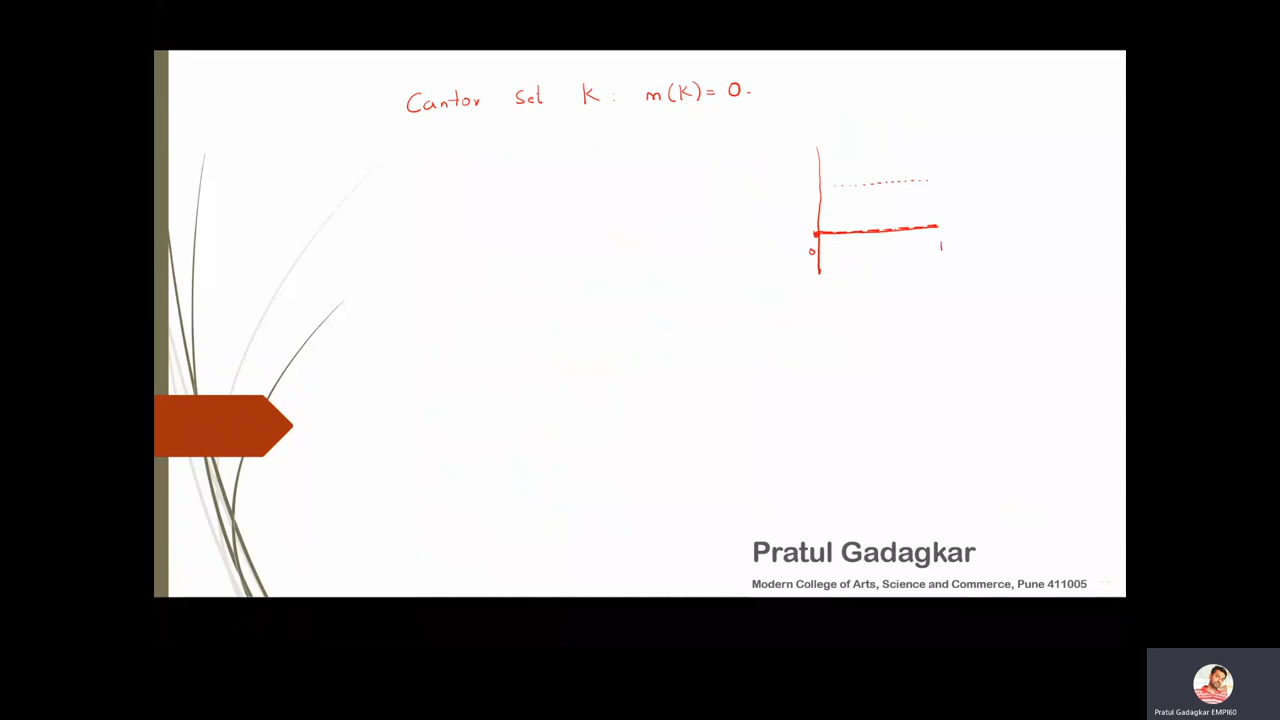 Cantor Set K : m(K) = 0.
0
1
Pratul Gadagkar
Modern College of Arts, Science and Commerce, Pune 411005
Pratul Gadagkar EMP160